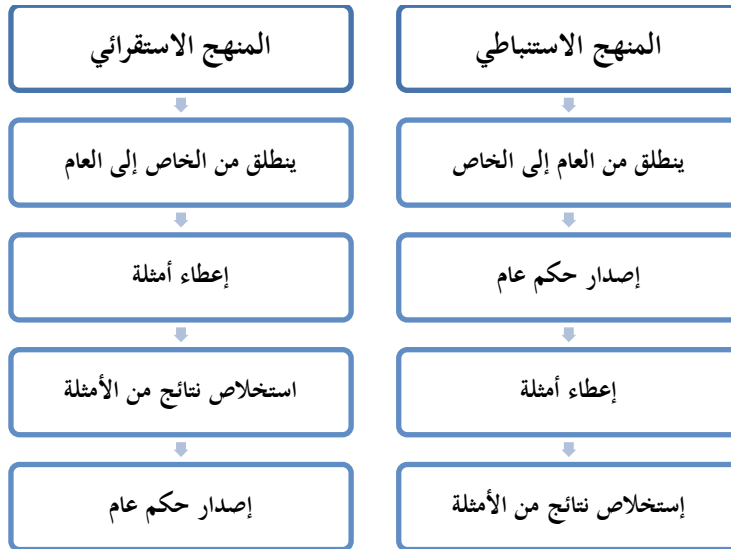 المنهج الاستنباطي
ينطلق من العام إلى الخاص
إصدار حكم عام
إعطاء أمثلة
إستخلاص نتائج من الأمثلة
المنهج الاستقرائي
ينطلق من الخاص إلى العام
إعطاء أمثلة
استخلاص نتائج من الأمثلة
إصدار حكم عام